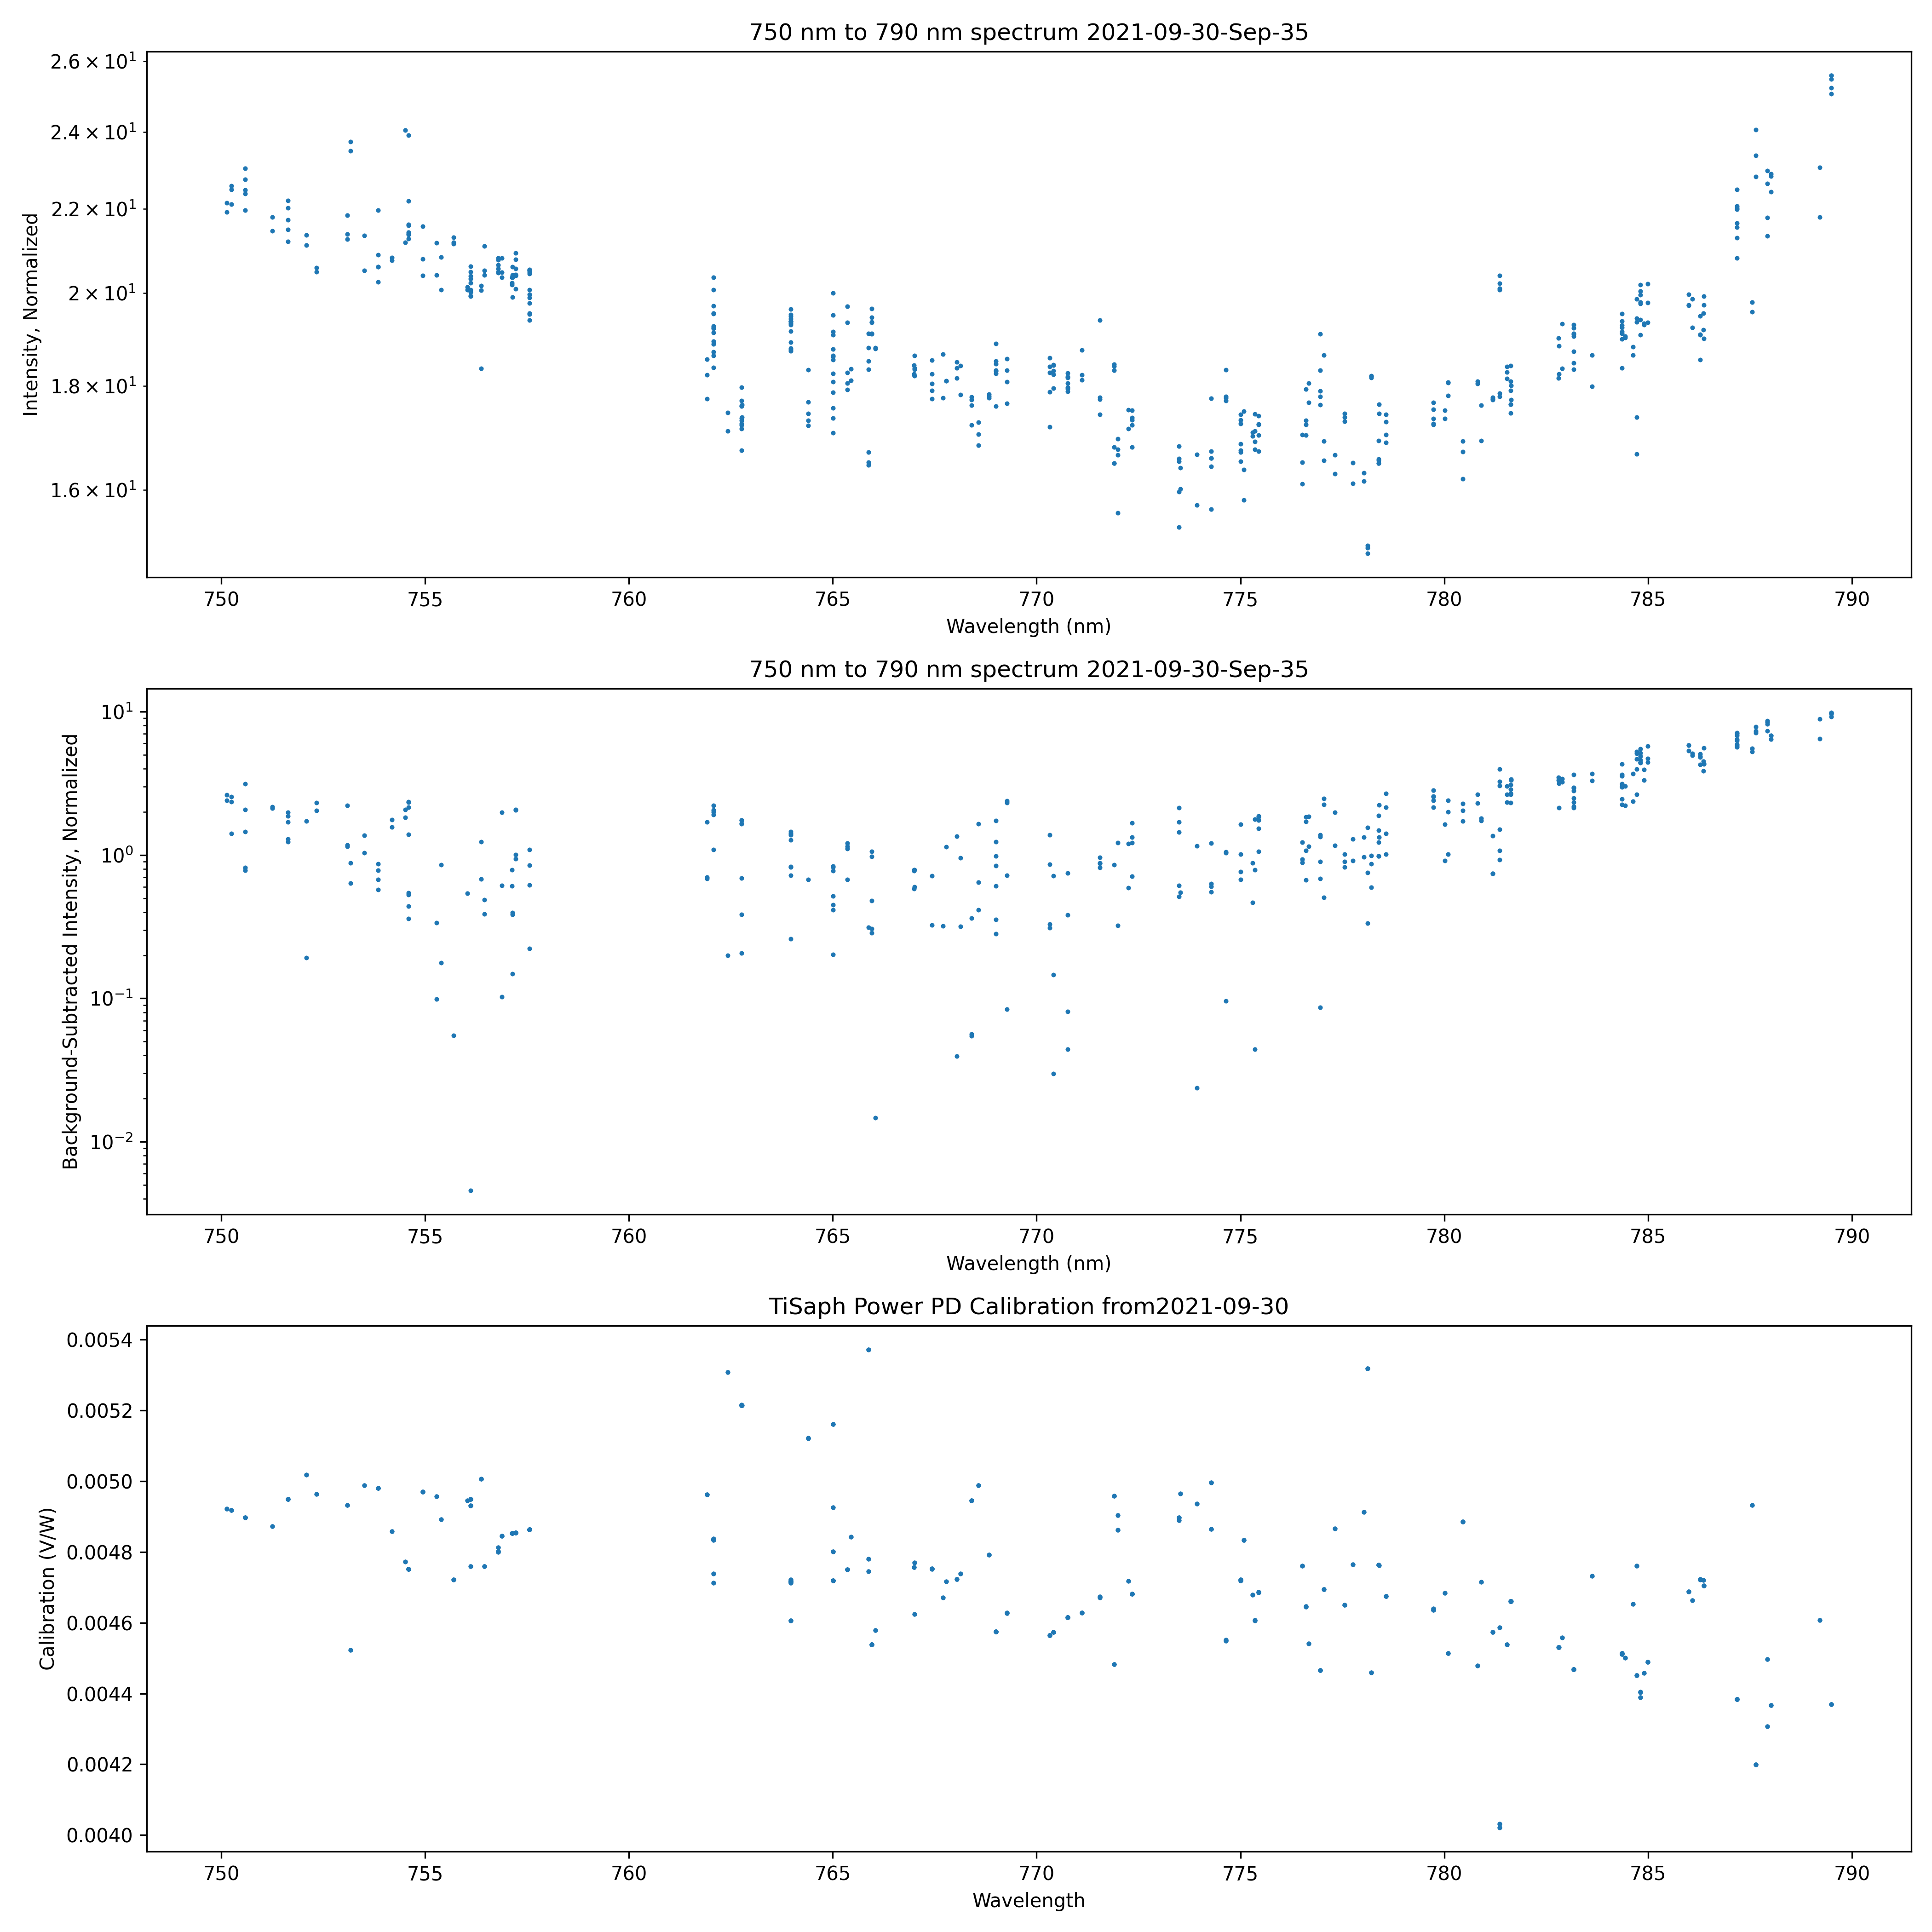 750 nm to 790 nm spectrum 2021-09-30-Sep-35
Intensity, Normalized
2.6 × 10¹
2.4 × 10¹
2.2 × 10¹
2 × 10¹
1.8 × 10¹
1.6 × 10¹
750 755 760 765 770 775 780 785 790
Wavelength (nm)
750 nm to 790 nm spectrum 2021-09-30-Sep-35
Background-Subtracted Intensity, Normalized
10¹
10⁰
10⁻¹
10⁻²
750 755 760 765 770 775 780 785 790
Wavelength (nm)
TiSaph Power PD Calibration from2021-09-30
Calibration (V/W)
0.0054
0.0052
0.0050
0.0048
0.0046
0.0044
0.0042
0.0040
750 755 760 765 770 775 780 785 790
Wavelength